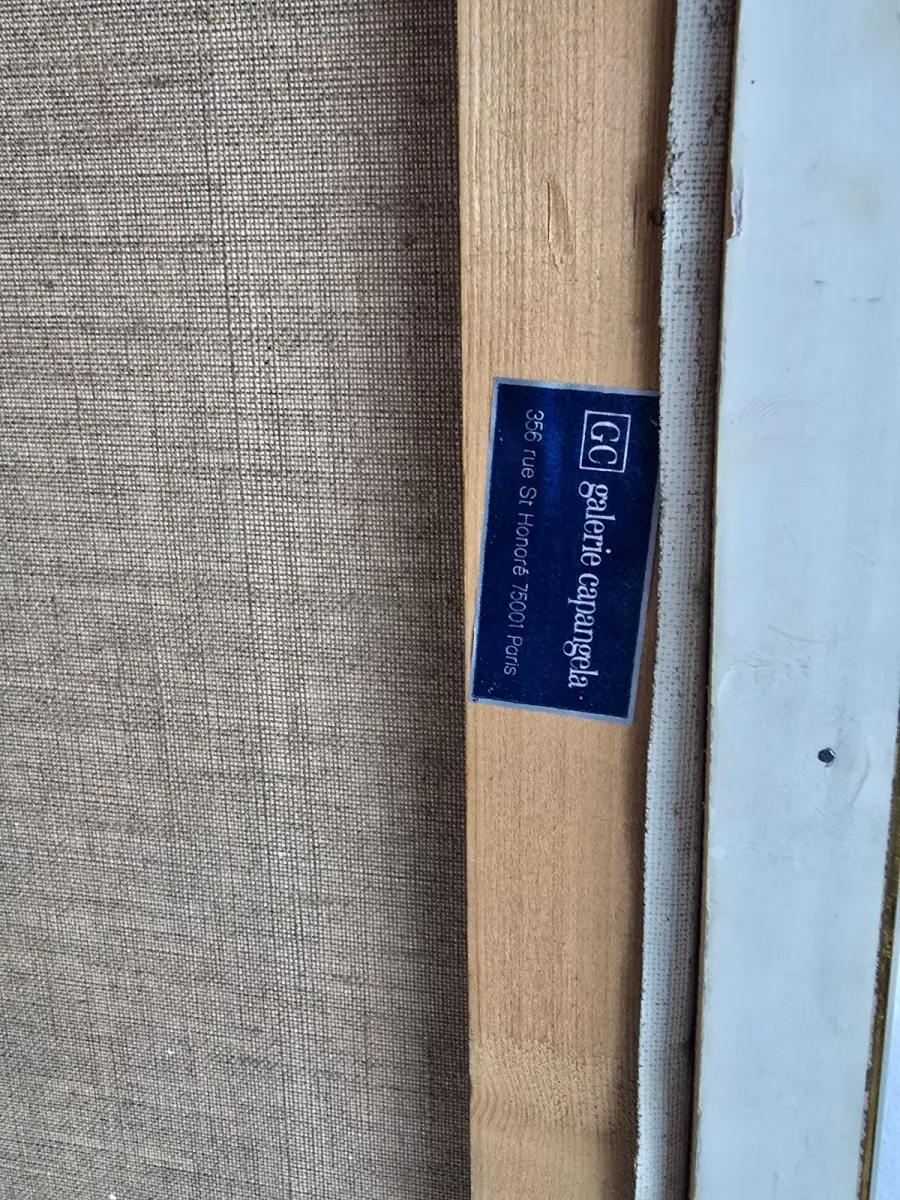 GC galerie capangela
356 rue St Honoré 75001 Paris